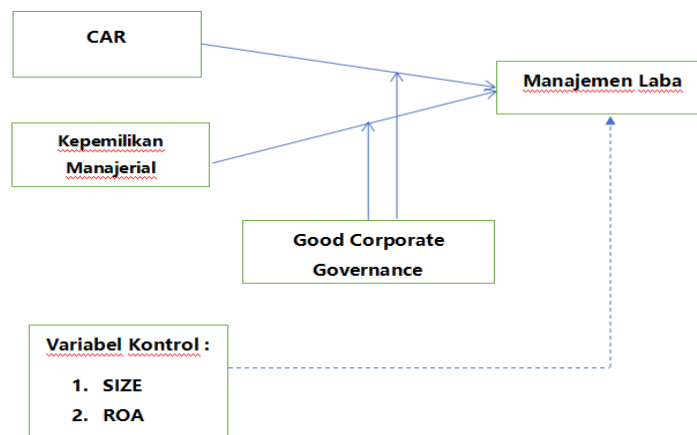 CAR
Manajemen Laba
Kepemilikan
Manajerial
Good Corporate
Governance
Variabel Kontrol :
1. SIZE
2. ROA